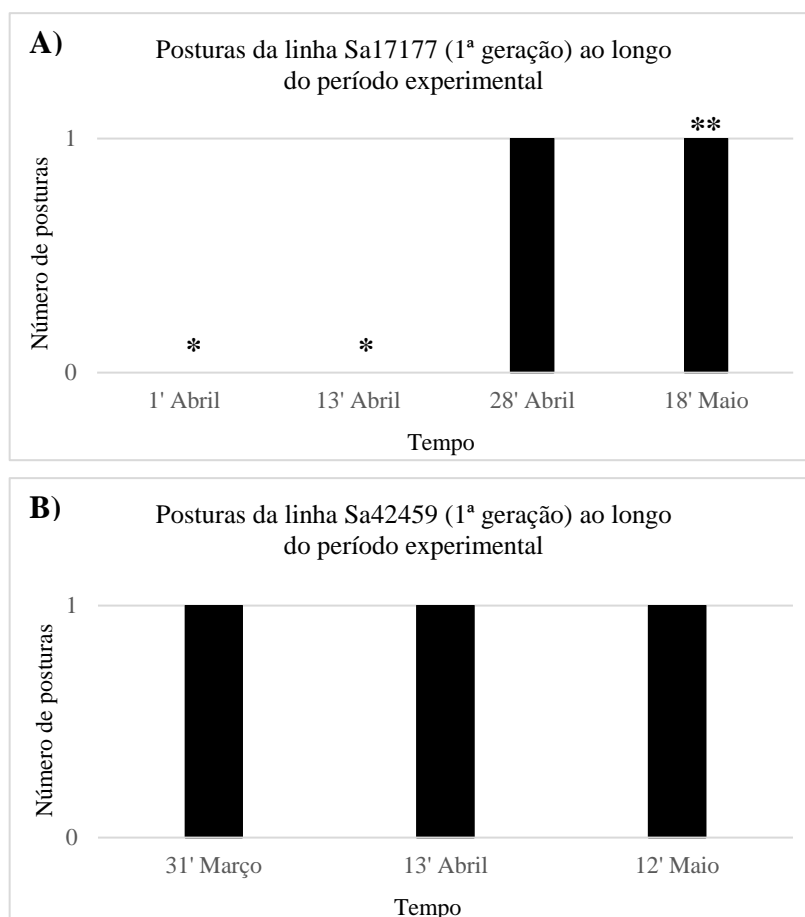 A)
Posturas da linha Sa17177 (1ª geração) ao longo
do período experimental
Número de posturas
1
0
*
*
**
1' Abril
13' Abril
28' Abril
18' Maio
Tempo
B)
Posturas da linha Sa42459 (1ª geração) ao longo
do período experimental
Número de posturas
1
0
31' Março
13' Abril
12' Maio
Tempo